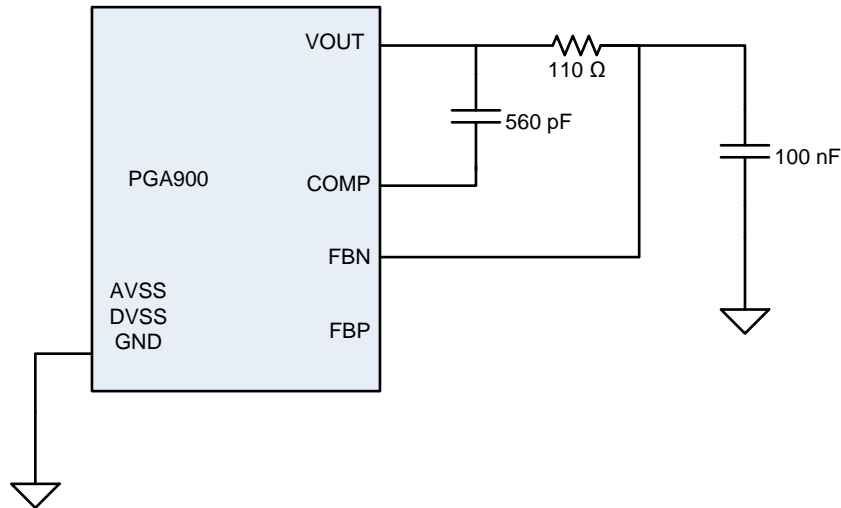 VOUT
110 Ω
560 pF
100 nF
PGA900
COMP
FBN
AVSS
DVSS
GND
FBP